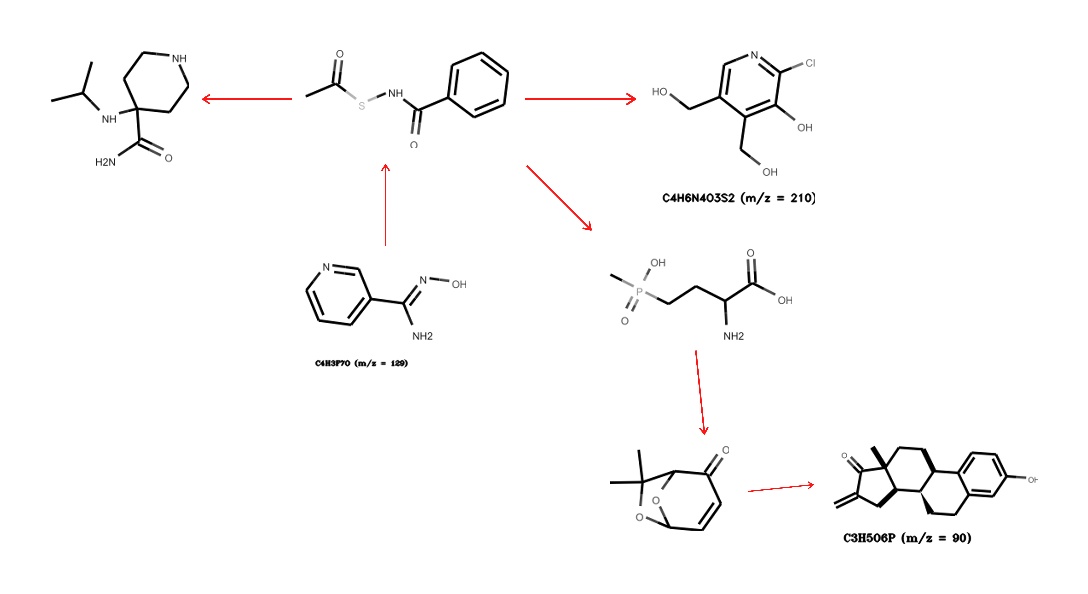 O
NH
N
Cl
NH
S
HO
NH
OH
H2N
O
O
OH
C4H6N4O3S2 (m/z = 210)
N
N
OH
NH2
C4H3F7O (m/z = 129)
OH
O
P
OH
O
NH2
O
O
O
O
OH
C3H5O6P (m/z = 90)